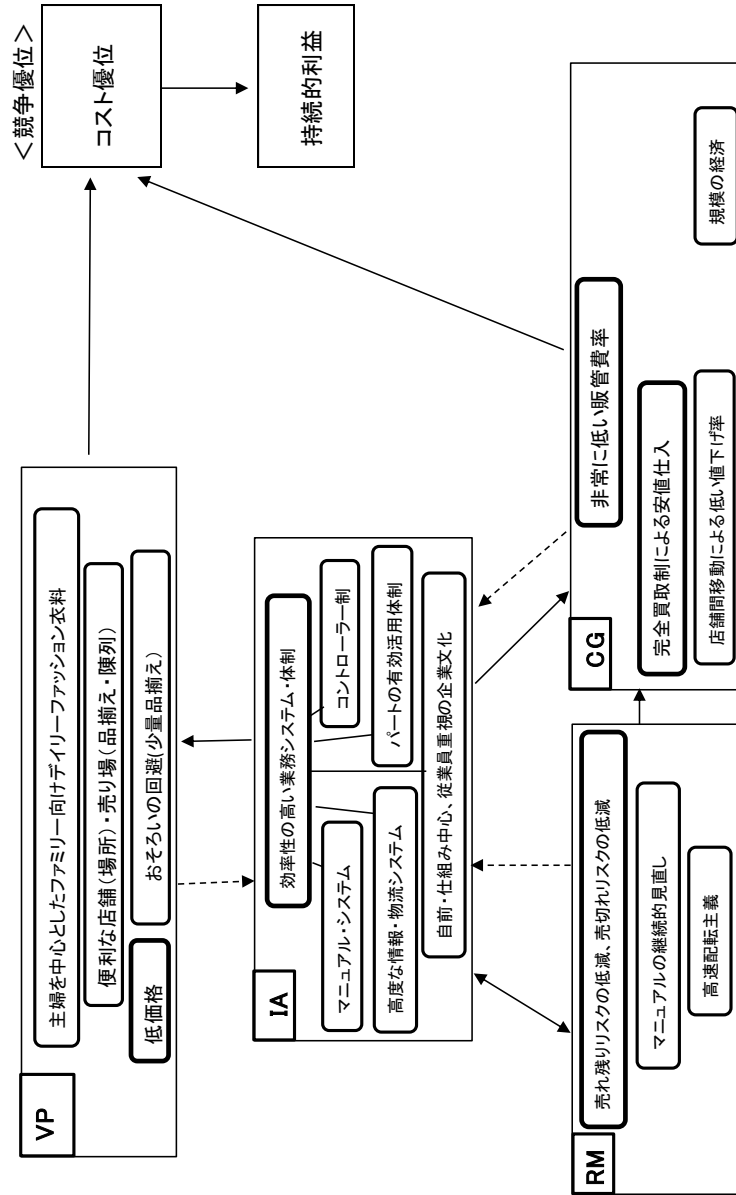 VP
主婦を中心としたファミリー向けデイリーファッション衣料
便利な店舗(場所)・売り場(品揃え・陳列)
低価格
おそろいの回避(少量品揃え)
IA
効率性の高い業務システム・体制
マニュアル・システム
コントローラー制
高度な情報・物流システム
パートの有効活用体制
自前・仕組み中心、従業員重視の企業文化
RM
売れ残りリスクの低減、売切れリスクの低減
マニュアルの継続的見直し
高速配転主義
CG
非常に低い販管費率
完全買取制による安値仕入
店舗間移動による低い値下げ率
規模の経済
<競争優位>
コスト優位
持続的利益